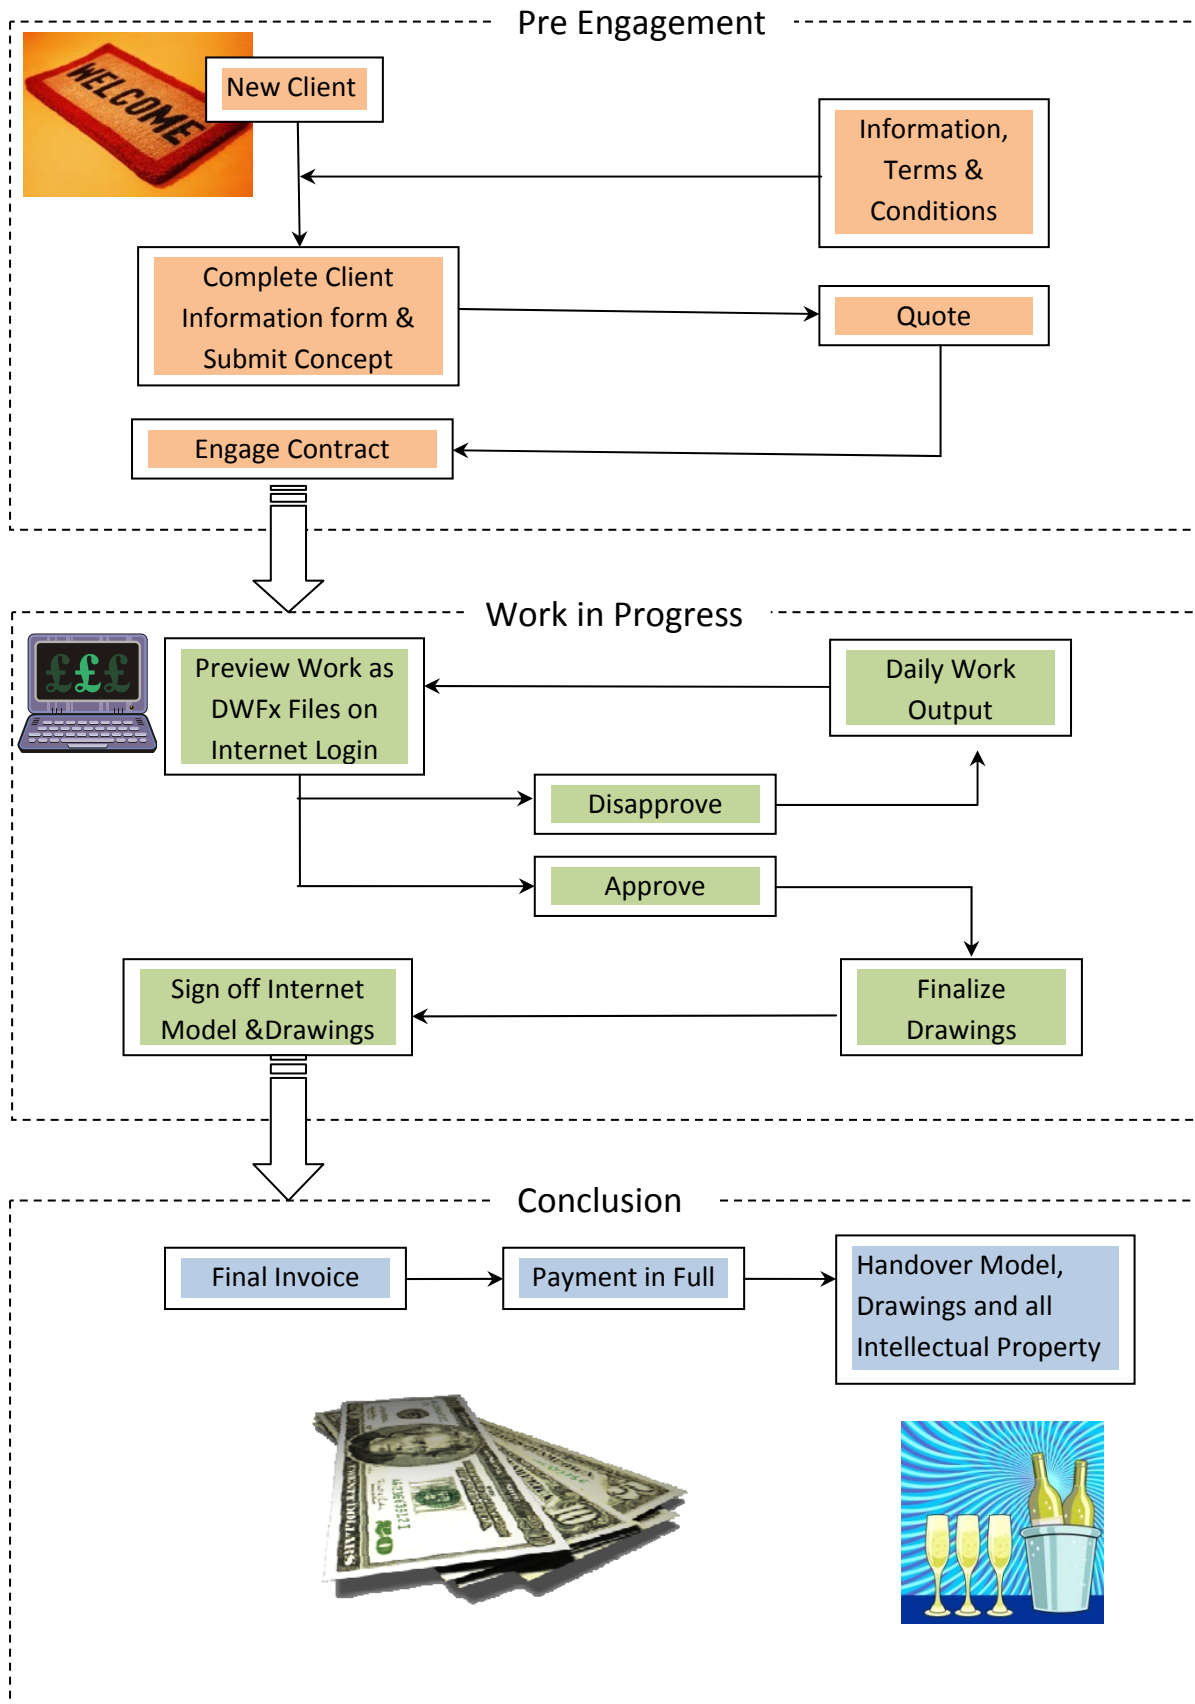 Pre Engagement
WELCOME
New Client
Information,
Terms &
Conditions
Complete Client
Information form &
Submit Concept
Quote
Engage Contract
Work in Progress
£££
Preview Work as
DWFx Files on
Internet Login
Daily Work
Output
Disapprove
Approve
Sign off Internet
Model &Drawings
Finalize
Drawings
Conclusion
Final Invoice
Payment in Full
Handover Model,
Drawings and all
Intellectual Property
20